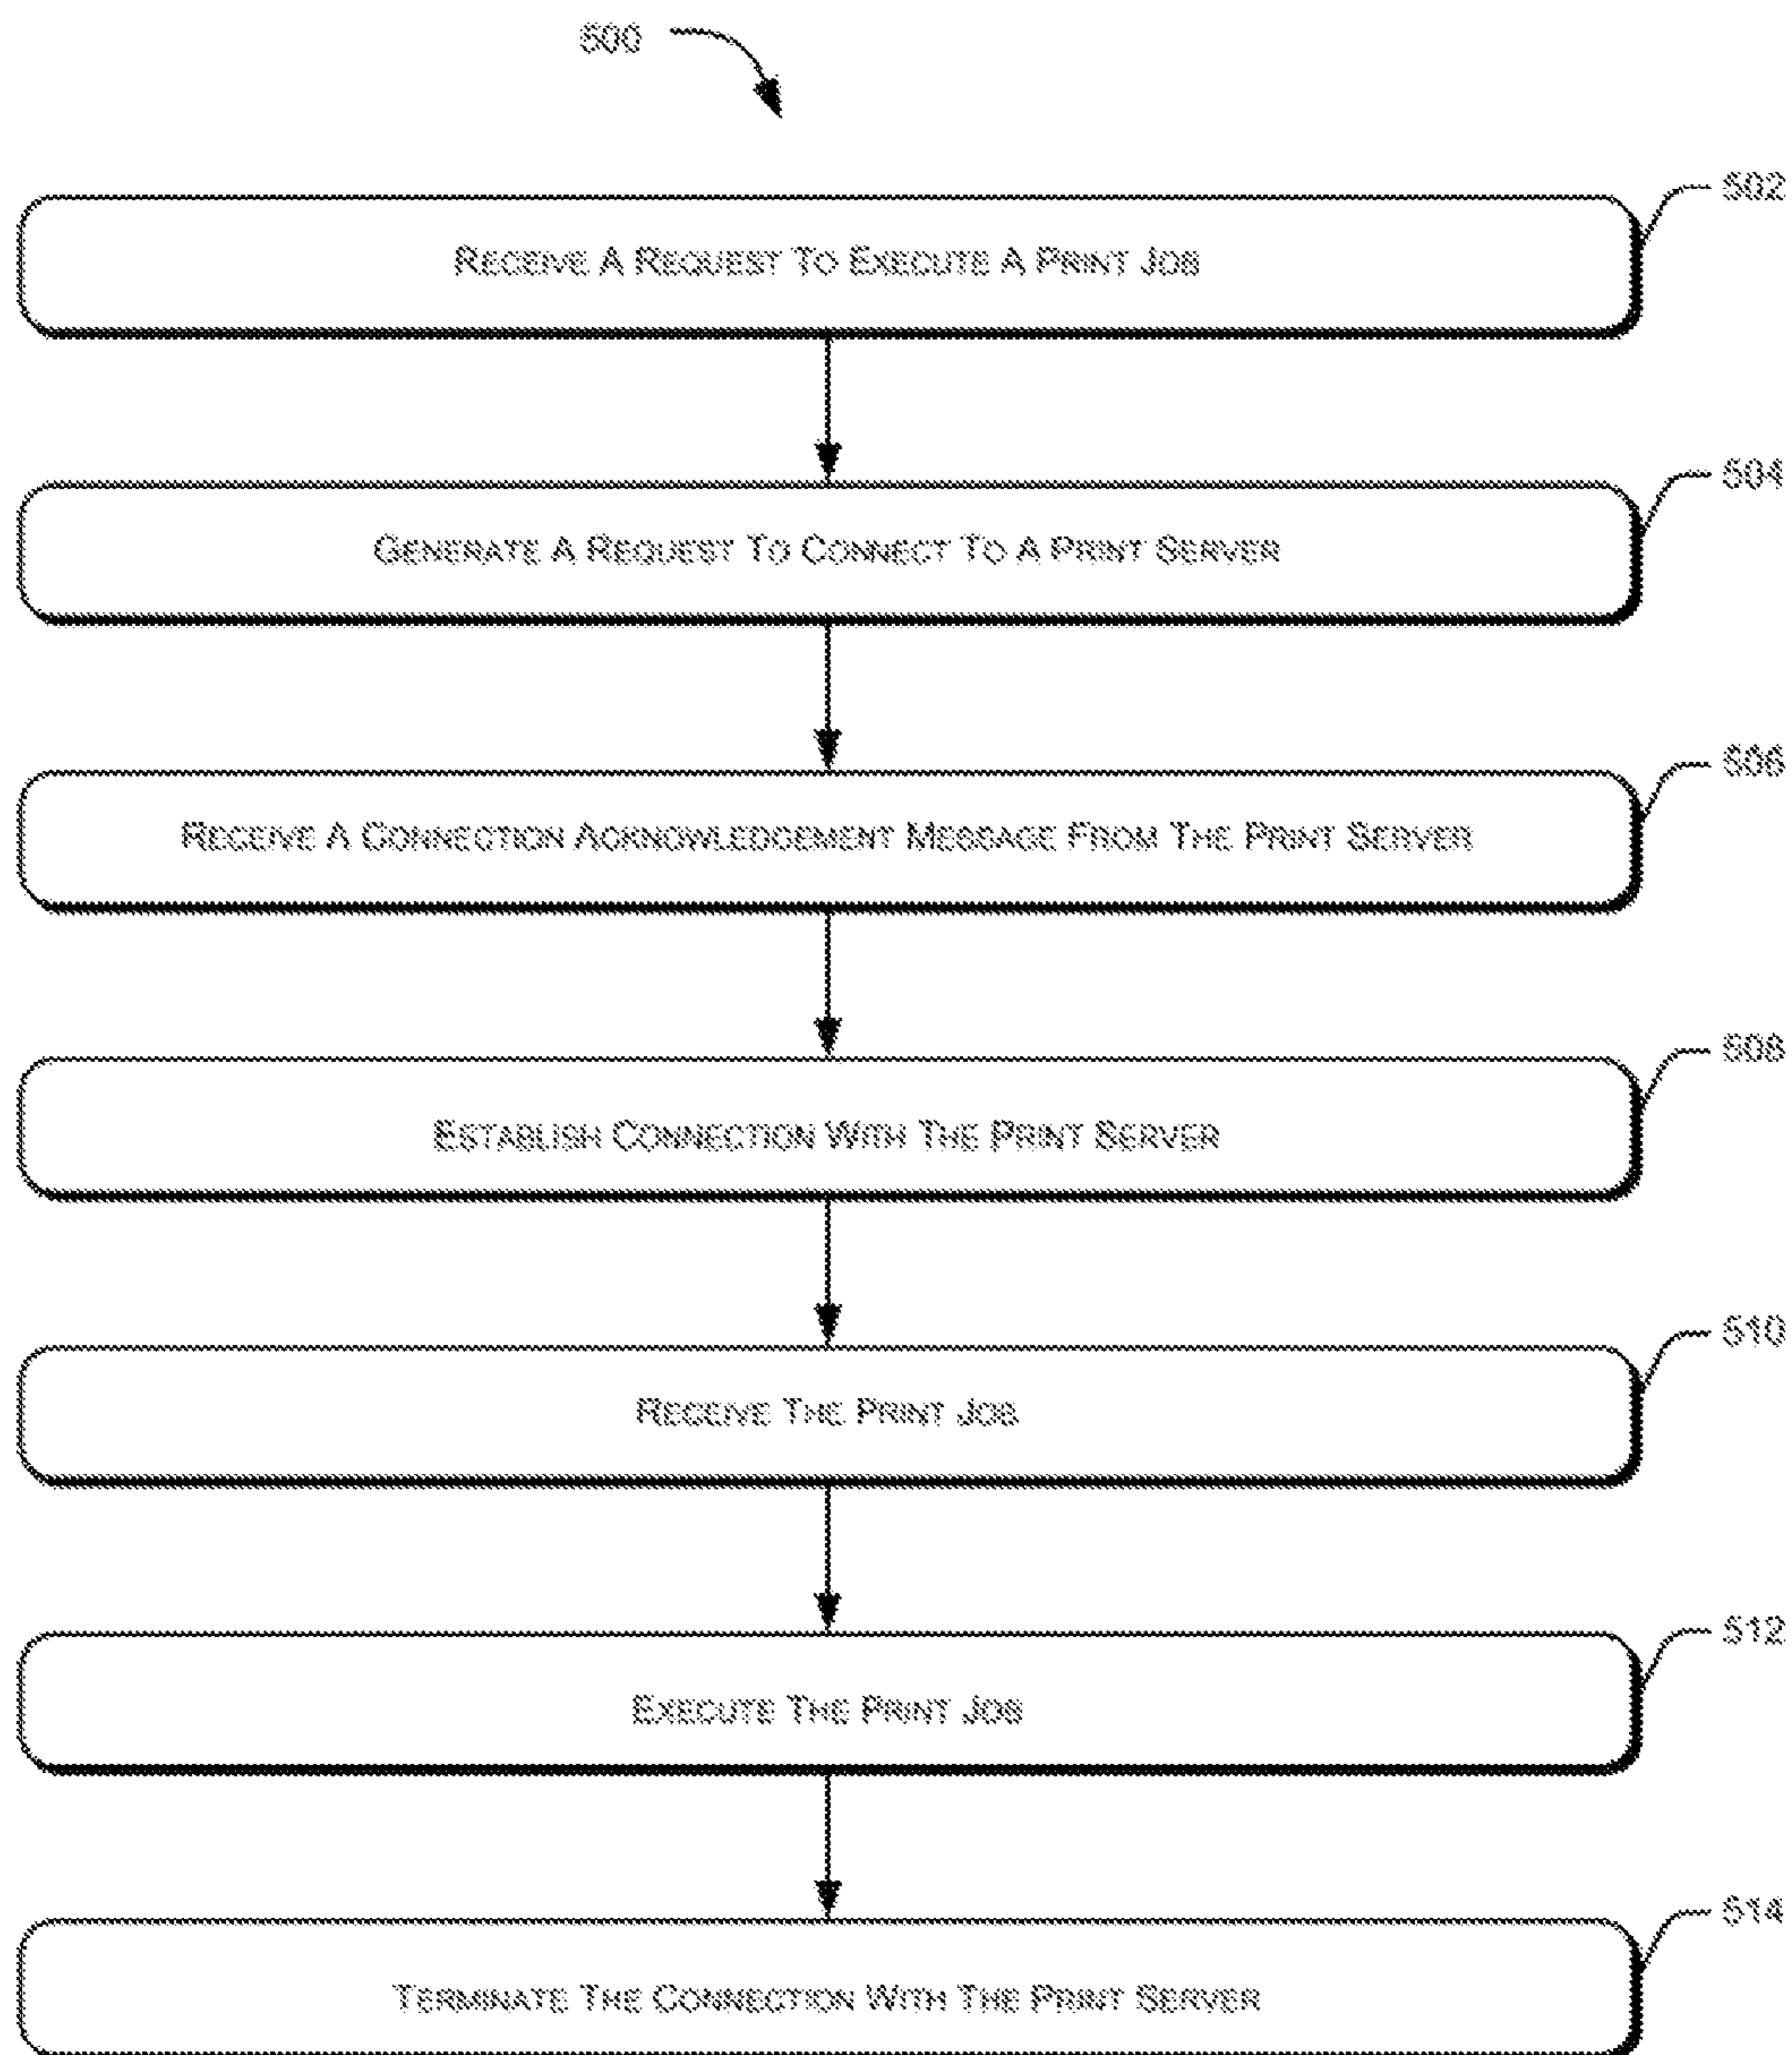 500
502
RECEIVE A REQUEST TO EXECUTE A PRINT JOB
504
GENERATE A REQUEST TO CONNECT TO A PRINT SERVER
506
RECEIVE A CONNECTION ACKNOWLEDGEMENT MESSAGE FROM THE PRINT SERVER
508
ESTABLISH CONNECTION WITH THE PRINT SERVER
510
RECEIVE THE PRINT JOB
512
EXECUTE THE PRINT JOB
514
TERMINATE THE CONNECTION WITH THE PRINT SERVER